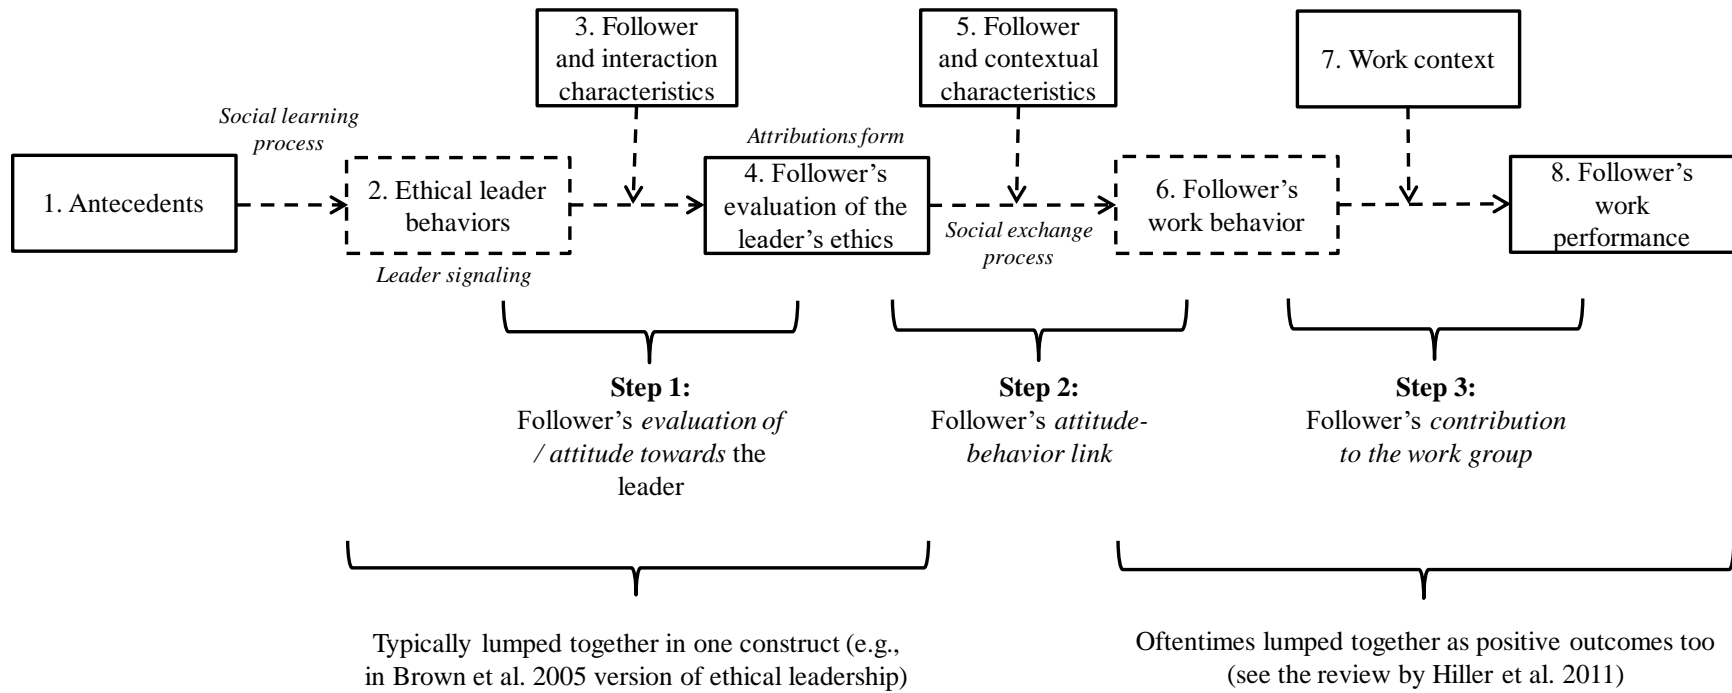 3. Follower
and interaction
characteristics
5. Follower
and contextual
characteristics
7. Work context
Social learning
process
Attributions form
1. Antecedents
2. Ethical leader
behaviors
4. Follower’s
evaluation of the
leader’s ethics
6. Follower’s
work behavior
8. Follower’s
work
performance
Leader signaling
Social exchange
process
Step 1:
Follower’s evaluation of
/ attitude towards the
leader
Step 2:
Follower’s attitude-
behavior link
Step 3:
Follower’s contribution
to the work group
Typically lumped together in one construct (e.g.,
in Brown et al. 2005 version of ethical leadership)
Oftentimes lumped together as positive outcomes too
(see the review by Hiller et al. 2011)